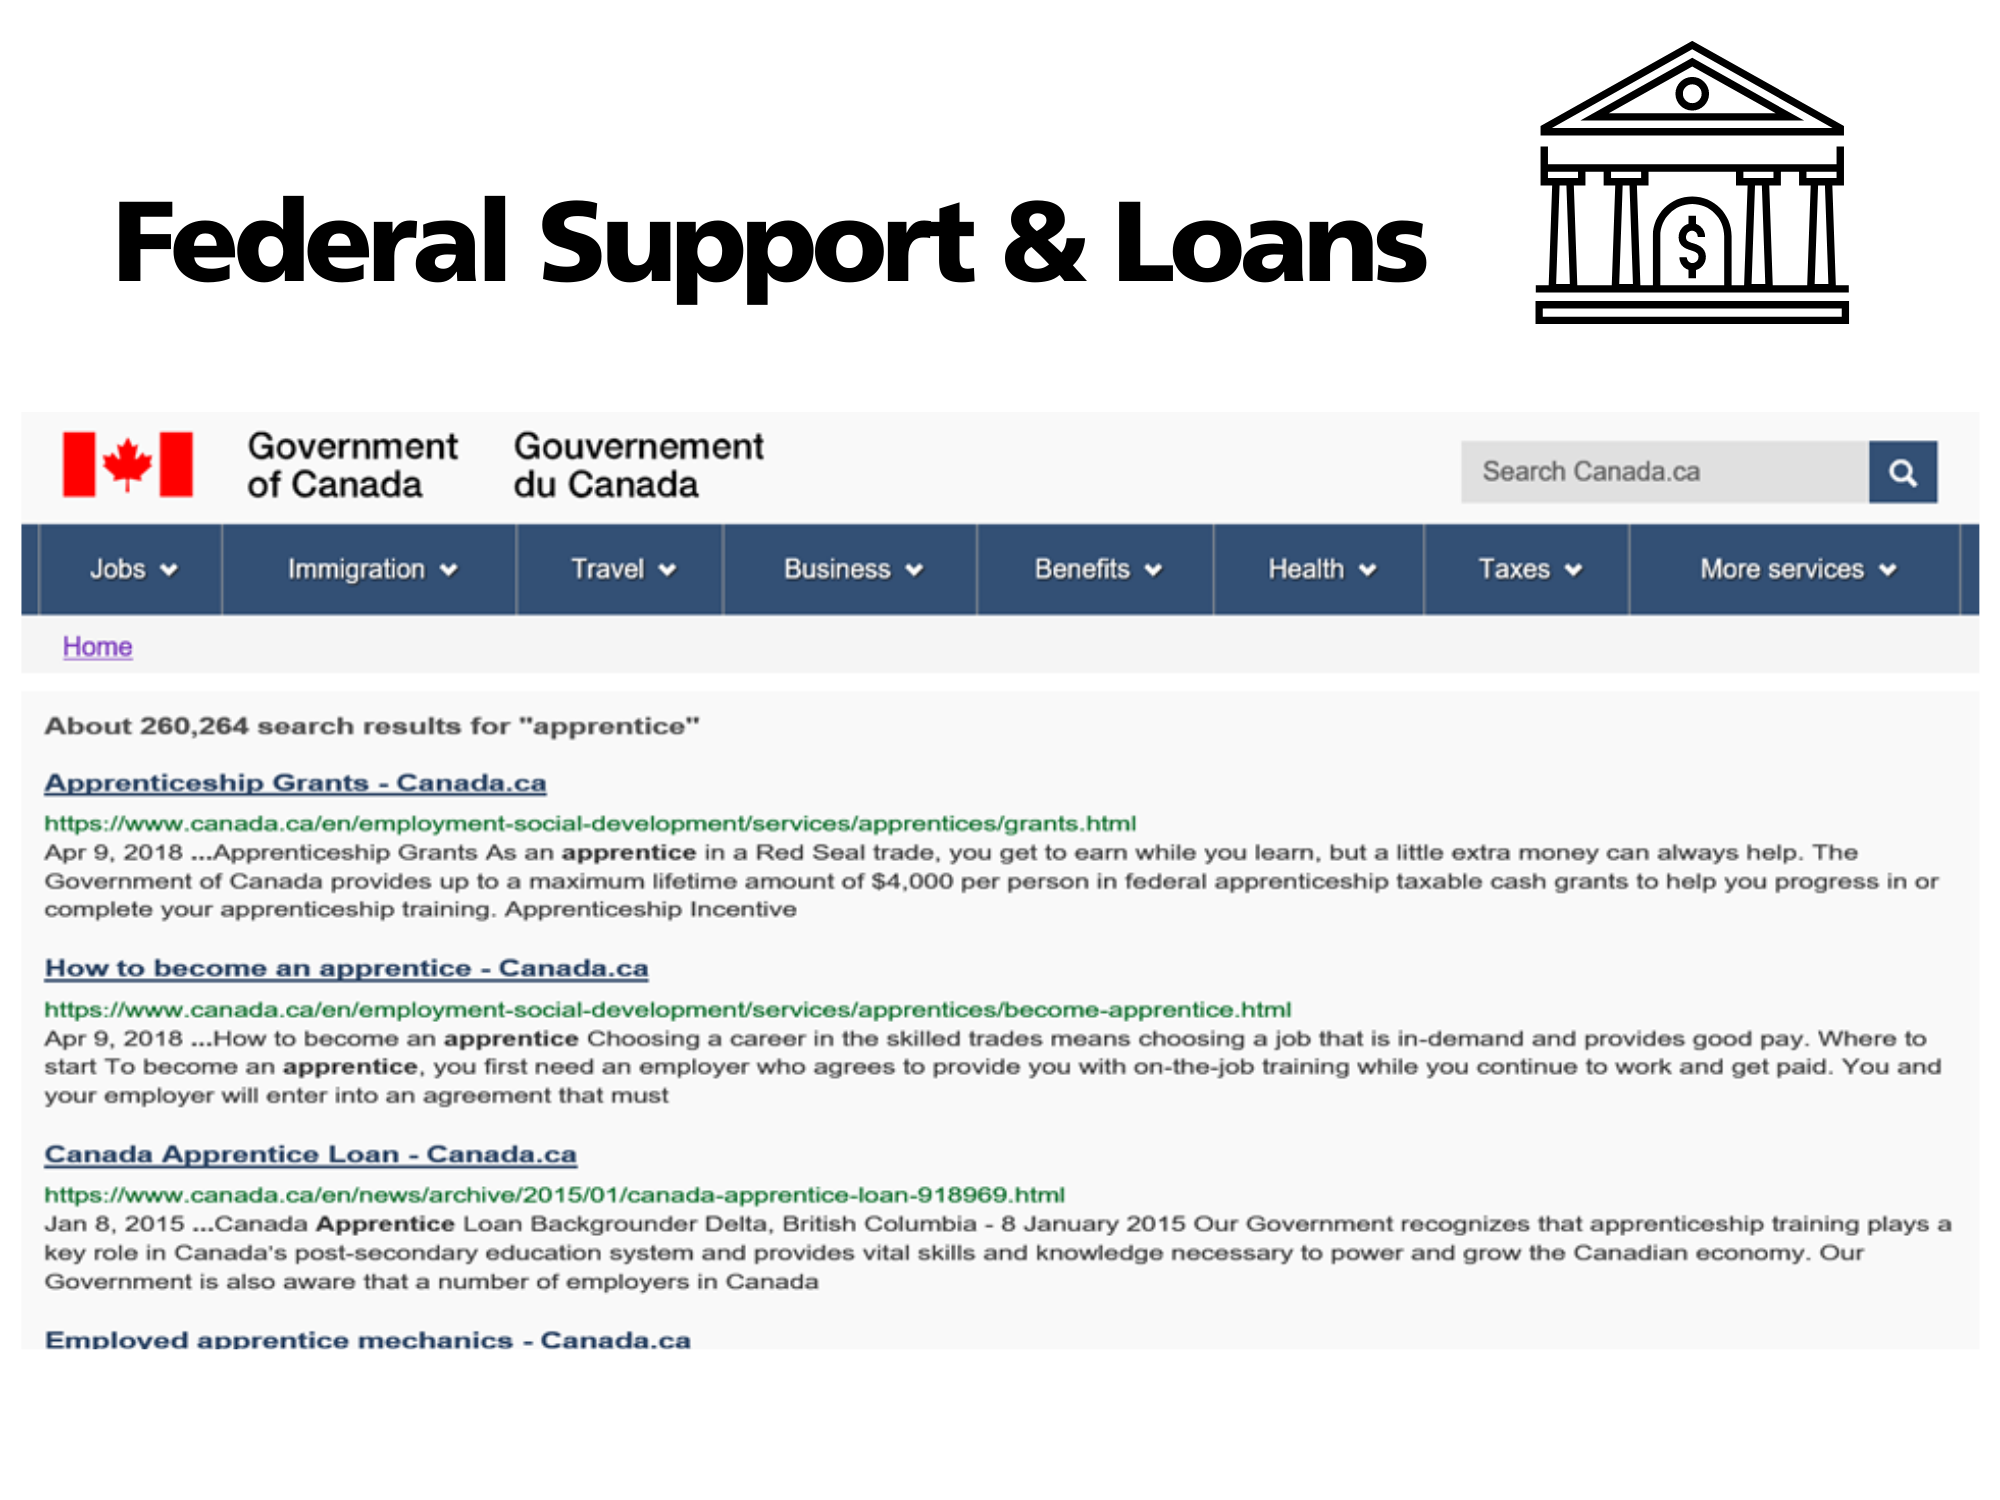 Federal Support & Loans
$
Government of Canada
Gouvernement du Canada
Search Canada.ca
Jobs
Immigration
Travel
Business
Benefits
Health
Taxes
More services
Home
About 260,264 search results for "apprentice"
Apprenticeship Grants - Canada.ca
https://www.canada.ca/en/employment-social-development/services/apprentices/grants.html
Apr 9, 2018 ...Apprenticeship Grants As an apprentice in a Red Seal trade, you get to earn while you learn, but a little extra money can always help. The
Government of Canada provides up to a maximum lifetime amount of $4,000 per person in federal apprenticeship taxable cash grants to help you progress in or
complete your apprenticeship training. Apprenticeship Incentive
How to become an apprentice - Canada.ca
https://www.canada.ca/en/employment-social-development/services/apprentices/become-apprentice.html
Apr 9, 2018 ...How to become an apprentice Choosing a career in the skilled trades means choosing a job that is in-demand and provides good pay. Where to
start To become an apprentice, you first need an employer who agrees to provide you with on-the-job training while you continue to work and get paid. You and
your employer will enter into an agreement that must
Canada Apprentice Loan - Canada.ca
https://www.canada.ca/en/news/archive/2015/01/canada-apprentice-loan-918969.html
Jan 8, 2015 ...Canada Apprentice Loan Backgrounder Delta, British Columbia - 8 January 2015 Our Government recognizes that apprenticeship training plays a
key role in Canada's post-secondary education system and provides vital skills and knowledge necessary to power and grow the Canadian economy. Our
Government is also aware that a number of employers in Canada
Employed apprentice mechanics - Canada.ca